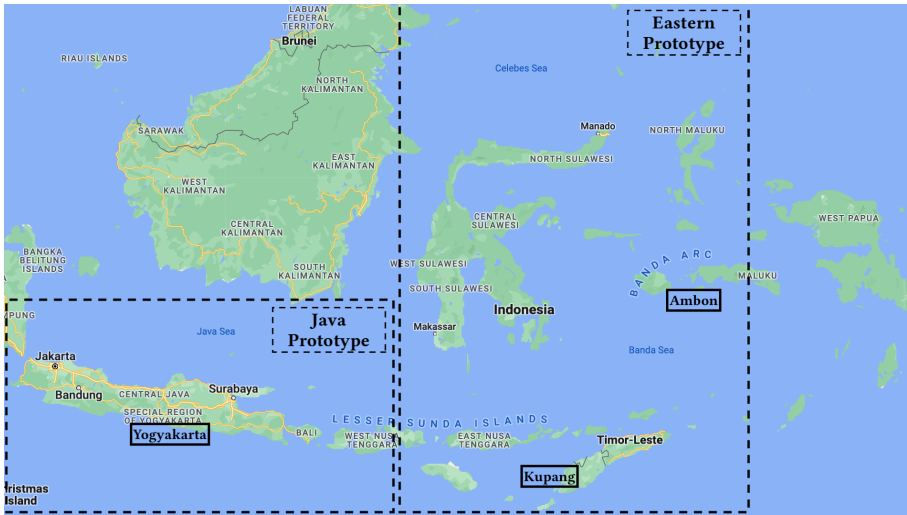 LABUAN
FEDERAL
TERRITORY
Brunei
Eastern
Prototype
RIAU ISLANDS
Celebes Sea
NORTH
KALIMANTAN
SARAWAK
Manado
NORTH MALUKU
EAST
KALIMANTAN
NORTH SULAWESI
WEST
KALIMANTAN
CENTRAL
SULAWESI
WEST PAPUA
CENTRAL
KALIMANTAN
BANGKA
BELITUNG
ISLANDS
SOUTH
KALIMANTAN
WEST SULAWESI
BANDA ARC
MALUKU
SOUTH SULAWESI
Ambon
Indonesia
PUNG
Java
Prototype
Java Sea
Makassar
Banda Sea
Jakarta
Bandung
CENTRAL JAVA
Surabaya
SPECIAL REGION
OF YOGYAKARTA
Yogyakarta
BALI
LESSER SUNDA ISLANDS
WEST NUSA
TENGGARA
EAST NUSA
TENGGARA
Timor-Leste
Kupang
ristmas
Island